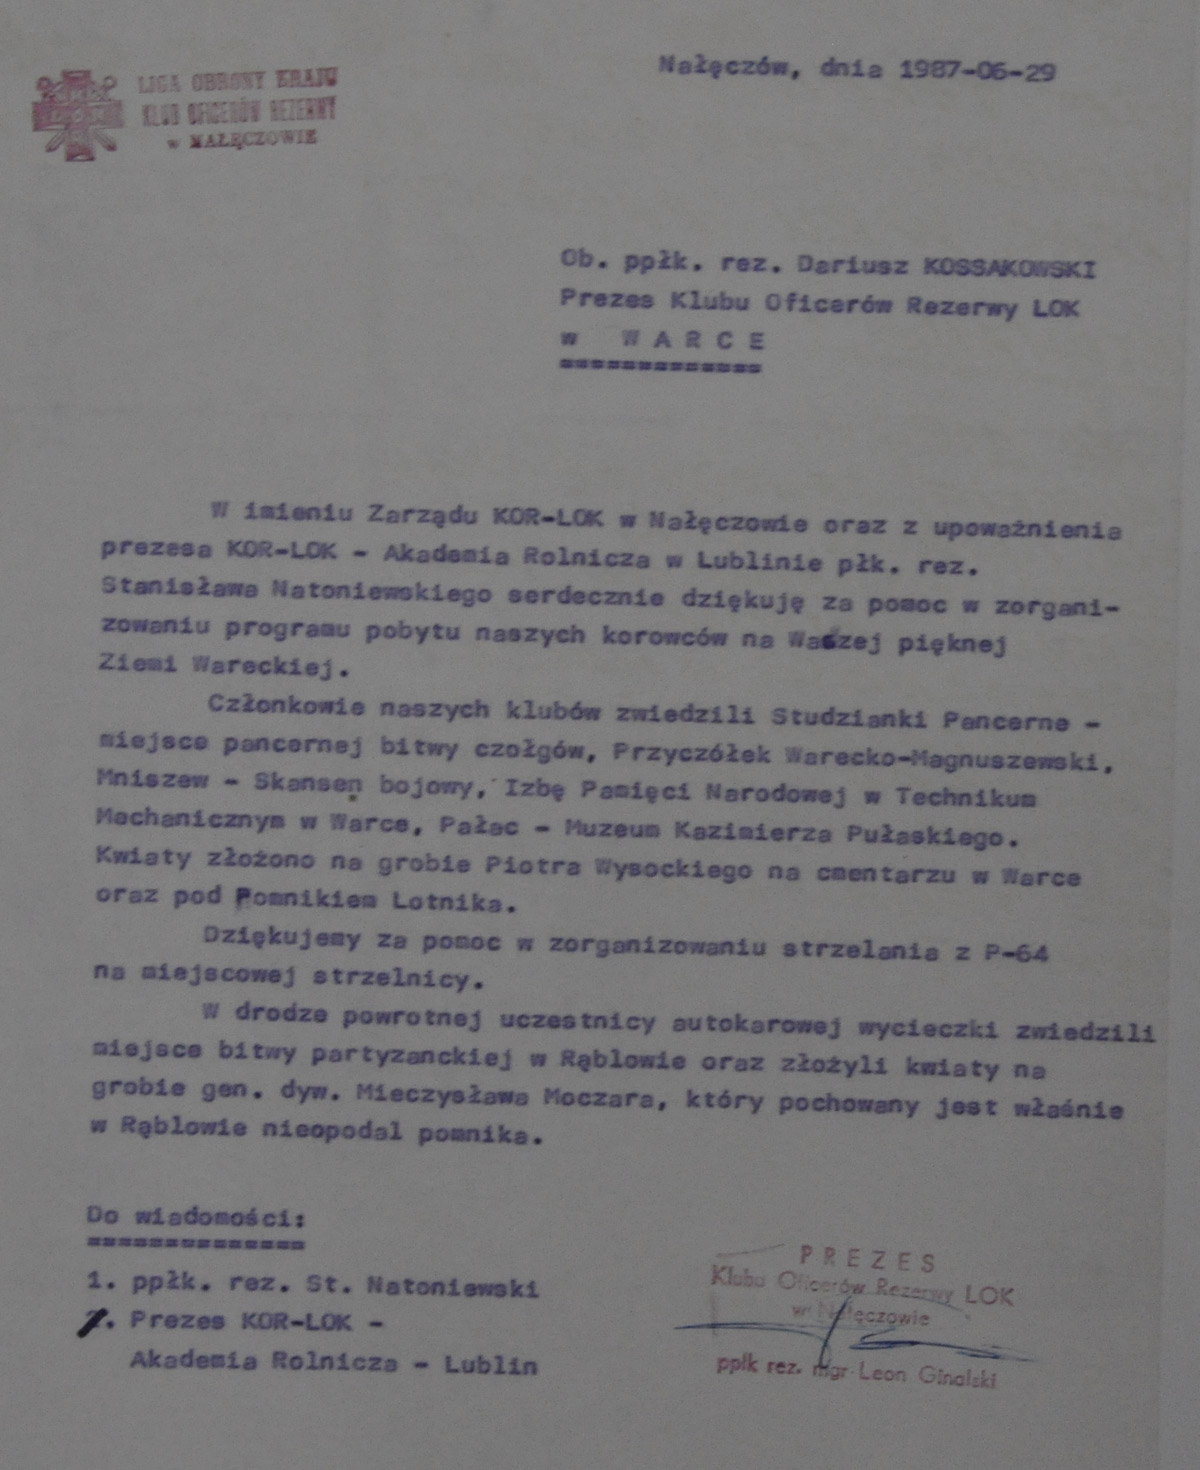 LIGA OBRONY KRAJU
KLUB OFICERÓW REZERWY
w NAŁĘCZOWIE
Nałęczów, dnia 1987-06-29
Ob. ppłk. rez. Dariusz KOSSAKOWSKI
Prezes Klubu Oficerów Rezerwy LOK
w W A R C E
=============
W imieniu Zarządu KOR-LOK w Nałęczowie oraz z upoważnienia
prezesa KOR-LOK - Akademia Rolnicza w Lublinie płk. rez.
Stanisława Natoniewskiego serdecznie dziękuję za pomoc w zorgani-
zowaniu programu pobytu naszych korowców na Waszej pięknej
Ziemi Wareckiej.
Członkowie naszych klubów zwiedzili Studzianki Pancerne -
miejsce pancernej bitwy czołgów, Przyczółek Warecko-Magnuszewski,
Mniszew - Skansen bojowy, Izbę Pamięci Narodowej w Technikum
Mechanicznym w Warce, Pałac - Muzeum Kazimierza Pułaskiego.
Kwiaty złożono na grobie Piotra Wysockiego na cmentarzu w Warce
oraz pod Pomnikiem Lotnika.
Dziękujemy za pomoc w zorganizowaniu strzelania z P-64
na miejscowej strzelnicy.
W drodze powrotnej uczestnicy autokarowej wycieczki zwiedzili
miejsce bitwy partyzanckiej w Rąblowie oraz złożyli kwiaty na
grobie gen. dyw. Mieczysława Moczara, który pochowany jest właśnie
w Rąblowie nieopodal pomnika.
Do wiadomości:
==============
1. ppłk. rez. St. Natoniewski
Prezes KOR-LOK -
Akademia Rolnicza - Lublin
P R E Z E S
Klubu Oficerów Rezerwy LOK
w Nałęczowie
ppłk rez. mgr Leon Ginalski